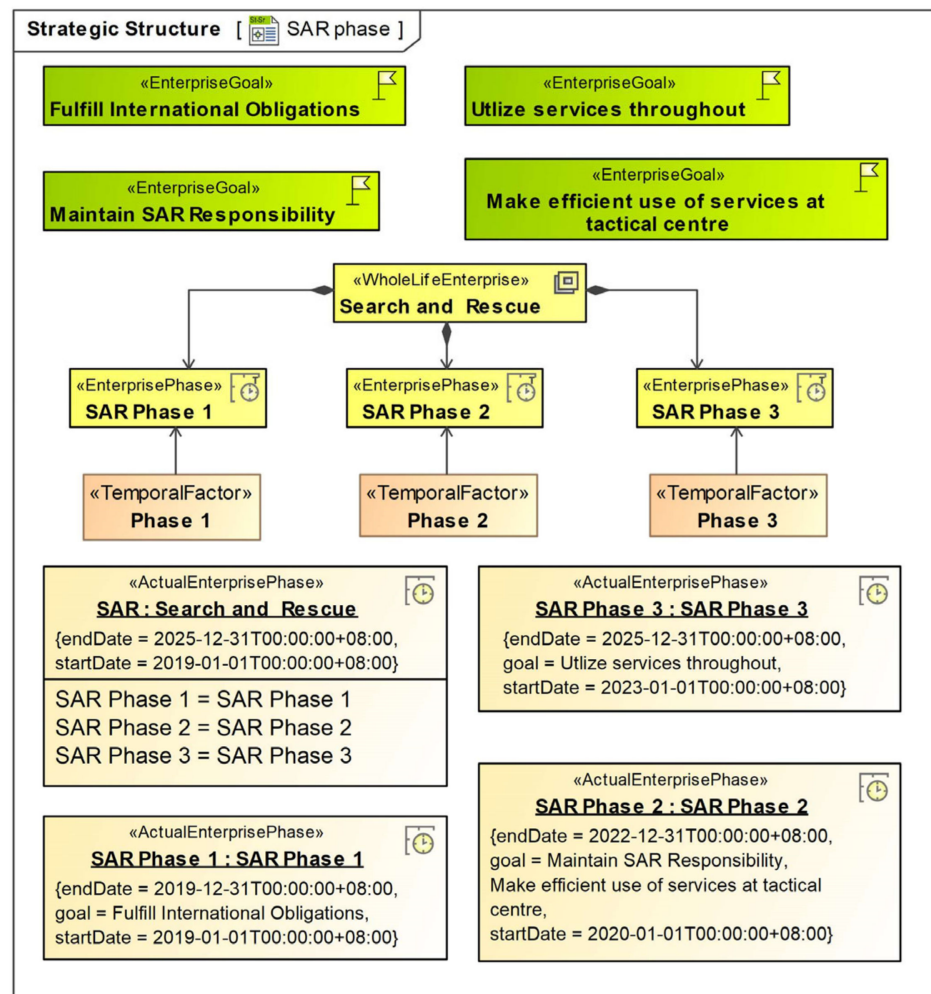 Strategic Structure [ St-Sr SAR phase ]
«EnterpriseGoal»
Fulfill International Obligations
«EnterpriseGoal»
Utlize services throughout
«EnterpriseGoal»
Maintain SAR Responsibility
«EnterpriseGoal»
Make efficient use of services at
tactical centre
«WholeLifeEnterprise»
Search and Rescue
«EnterprisePhase»
SAR Phase 1
«EnterprisePhase»
SAR Phase 2
«EnterprisePhase»
SAR Phase 3
«TemporalFactor»
Phase 1
«TemporalFactor»
Phase 2
«TemporalFactor»
Phase 3
«ActualEnterprisePhase»
SAR : Search and Rescue
{endDate = 2025-12-31T00:00:00+08:00,
startDate = 2019-01-01T00:00:00+08:00}
SAR Phase 1 = SAR Phase 1
SAR Phase 2 = SAR Phase 2
SAR Phase 3 = SAR Phase 3
«ActualEnterprisePhase»
SAR Phase 3 : SAR Phase 3
{endDate = 2025-12-31T00:00:00+08:00,
goal = Utlize services throughout,
startDate = 2023-01-01T00:00:00+08:00}
«ActualEnterprisePhase»
SAR Phase 1 : SAR Phase 1
{endDate = 2019-12-31T00:00:00+08:00,
goal = Fulfill International Obligations,
startDate = 2019-01-01T00:00:00+08:00}
«ActualEnterprisePhase»
SAR Phase 2 : SAR Phase 2
{endDate = 2022-12-31T00:00:00+08:00,
goal = Maintain SAR Responsibility,
Make efficient use of services at tactical
centre,
startDate = 2020-01-01T00:00:00+08:00}